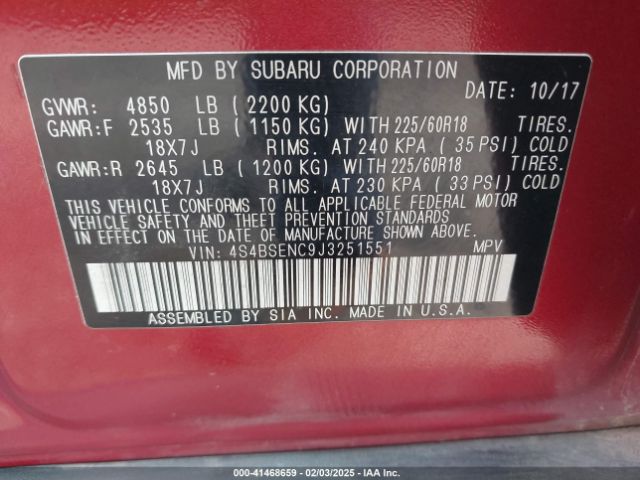 MFD BY SUBARU CORPORATION
DATE: 10/17
GVWR: 4850 LB (2200 KG)
GAWR:F 2535 LB (1150 KG) WITH 225/60R18 TIRES.
18X7J RIMS. AT 240 KPA (35 PSI) COLD
GAWR:R 2645 LB (1200 KG) WITH 225/60R18 TIRES.
18X7J RIMS. AT 230 KPA (33 PSI) COLD
THIS VEHICLE CONFORMS TO ALL APPLICABLE FEDERAL MOTOR
VEHICLE SAFETY AND THEFT PREVENTION STANDARDS
IN EFFECT ON THE DATE OF MANUFACTURE SHOWN ABOVE.
VIN: 4S4BSENC9J3251551 MPV
ASSEMBLED BY SIA INC. MADE IN U.S.A.
000-41468659 - 02/03/2025 - IAA Inc.